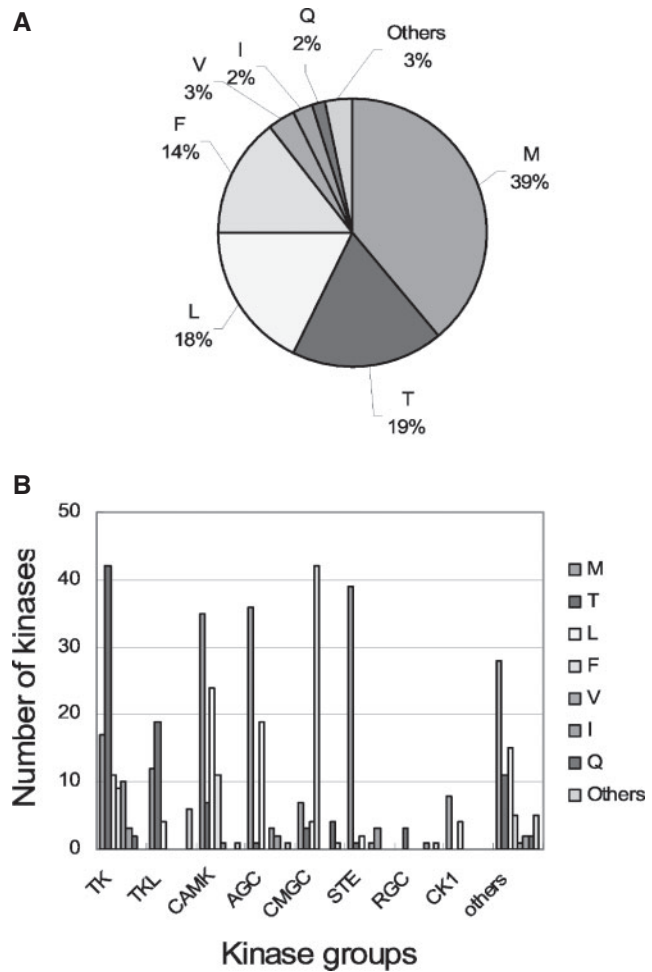 A
Q
2%
Others
3%
I
2%
V
3%
F
14%
M
39%
L
18%
T
19%
B
50
40
30
20
10
0
Number of kinases
TK
TKL
CAMK
AGC
CMGC
STE
RGC
CK1
others
Kinase groups
M
T
L
F
V
I
Q
Others